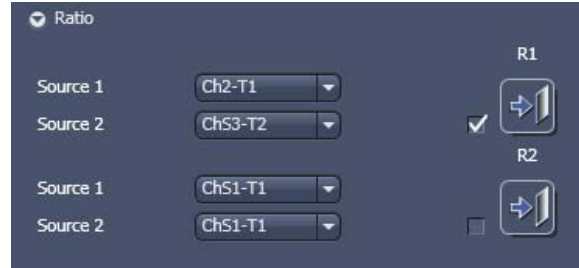 Ratio
R1
Source 1 Ch2-T1
Source 2 ChS3-T2
R2
Source 1 ChS1-T1
Source 2 ChS1-T1